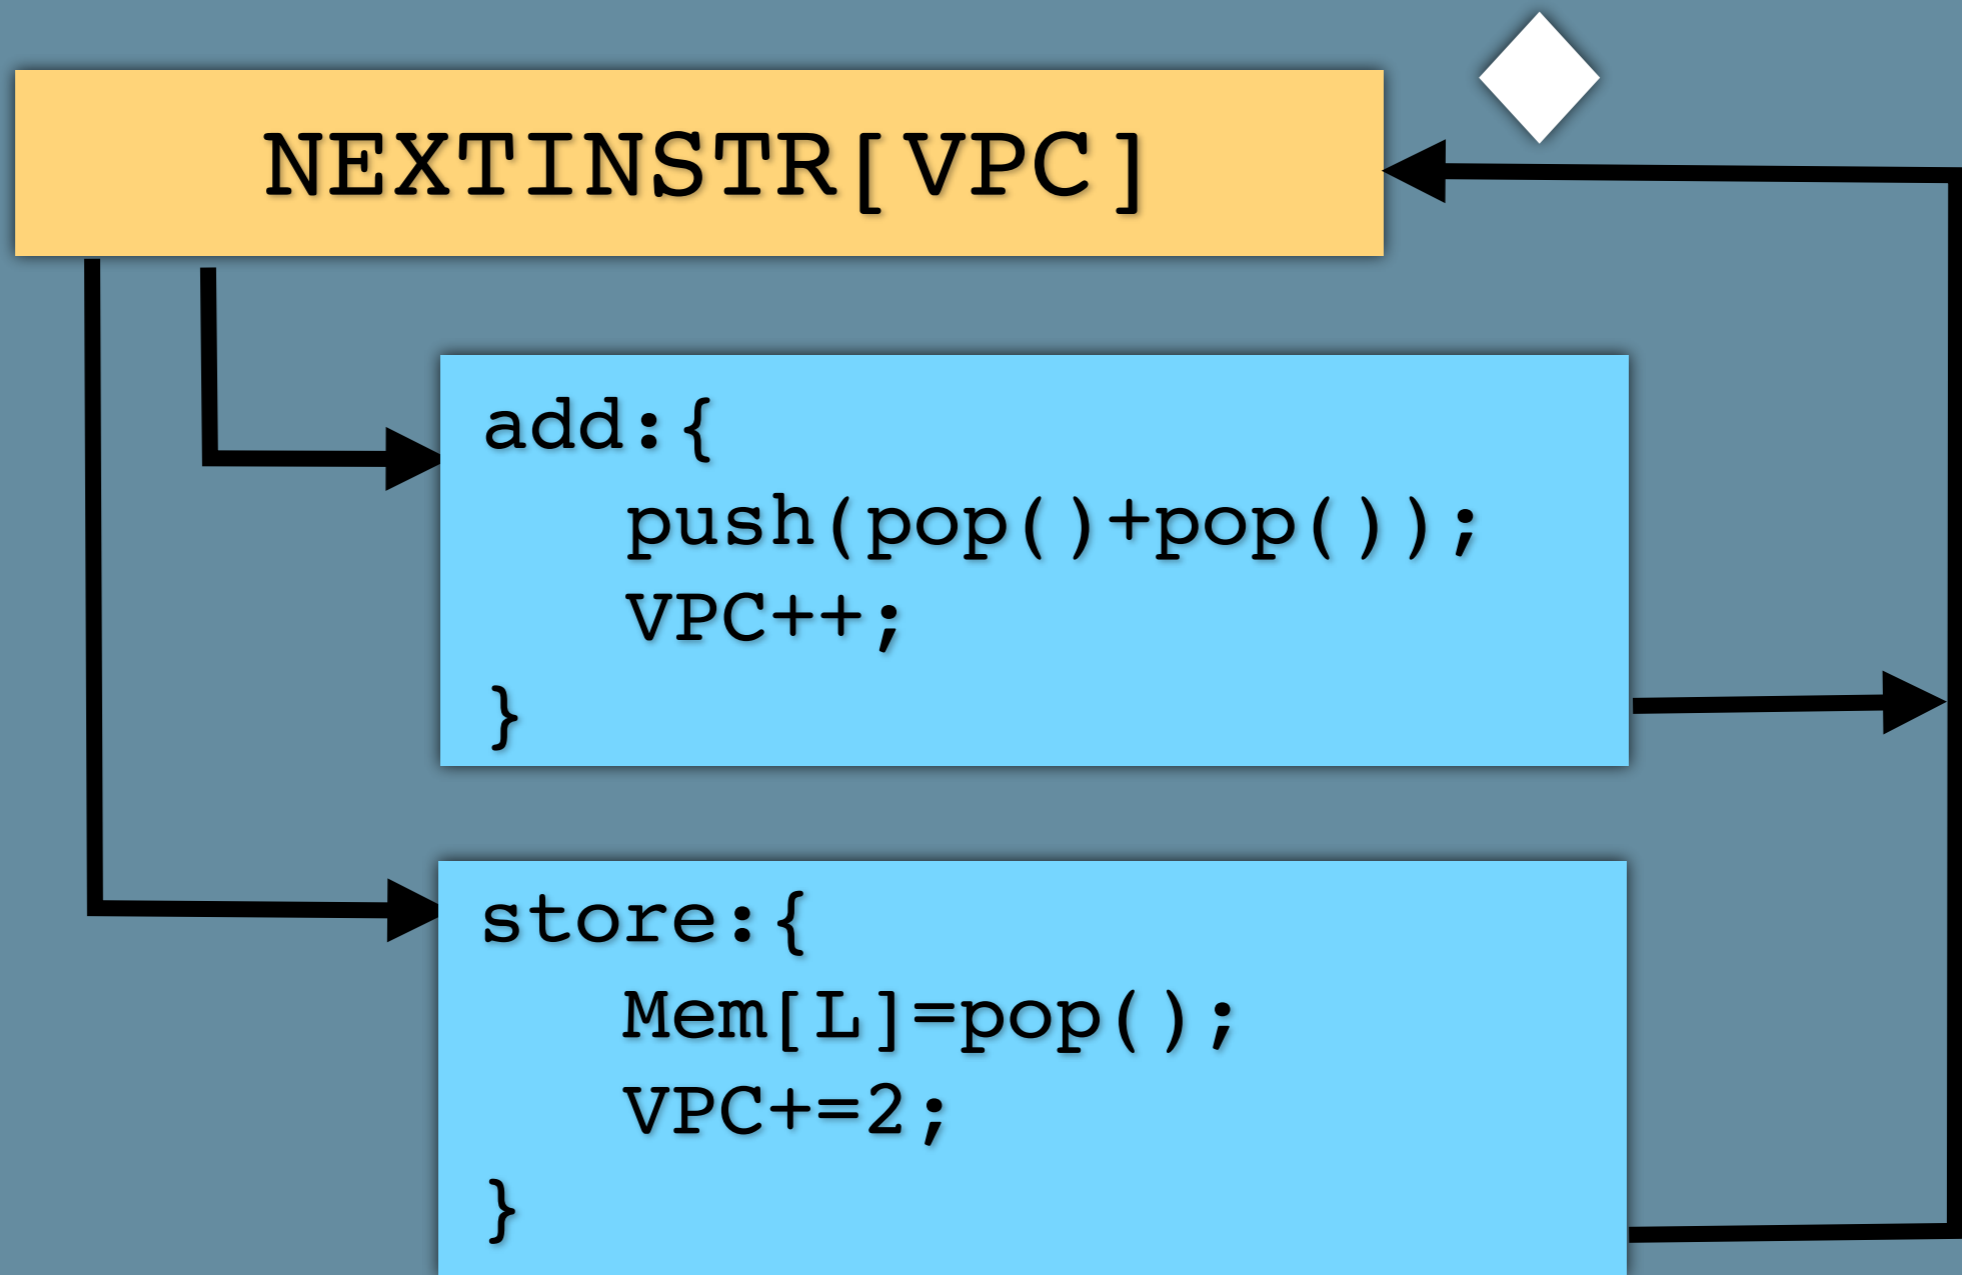 NEXTINSTR[VPC]
add:{
push(pop()+pop());
VPC++;
}
store:{
Mem[L]=pop();
VPC+=2;
}